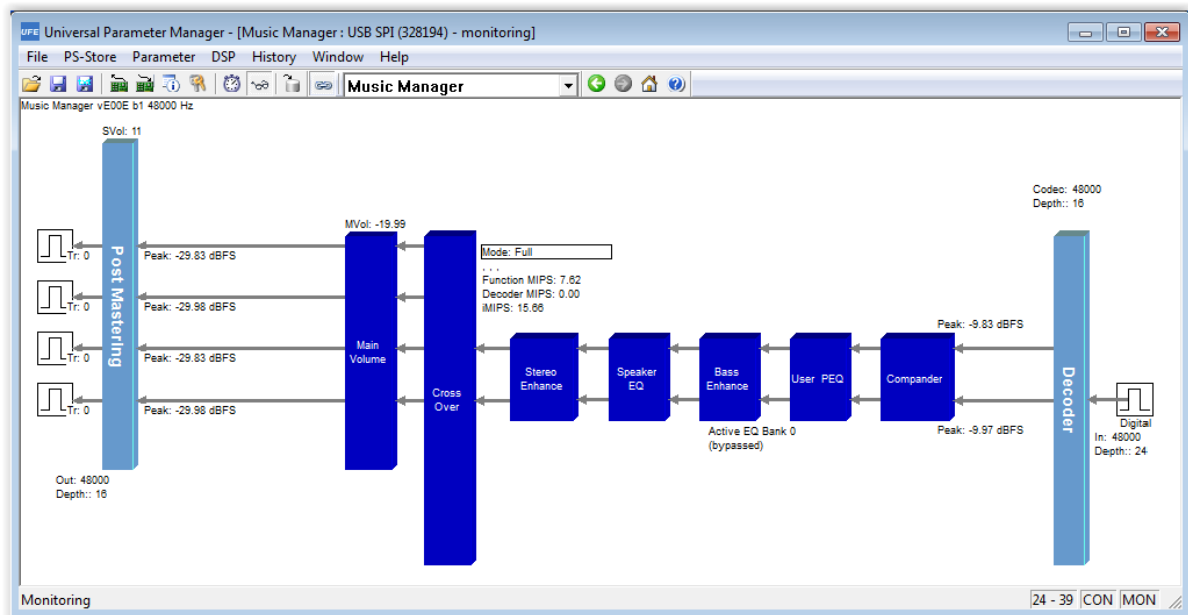 UFE Universal Parameter Manager - [Music Manager : USB SPI (328194) - monitoring]
File PS-Store Parameter DSP History Window Help
Music Manager
Music Manager vE00E b1 48000 Hz
SVol: 11
Post Mastering
Tr: 0
Tr: 0
Tr: 0
Tr: 0
Out: 48000
Depth:: 16
Peak: -29.83 dBFS
Peak: -29.98 dBFS
Peak: -29.83 dBFS
Peak: -29.98 dBFS
MVol: -19.99
Main
Volume
Cross
Over
Mode: Full
. . .
Function MIPS: 7.62
Decoder MIPS: 0.00
iMIPS: 15.66
Stereo
Enhance
Speaker
EQ
Bass
Enhance
User PEQ
Compander
Active EQ Bank 0
(bypassed)
Peak: -9.83 dBFS
Peak: -9.97 dBFS
Codec: 48000
Depth:: 16
Decoder
Digital
In: 48000
Depth:: 24
Monitoring
24 - 39 CON MON